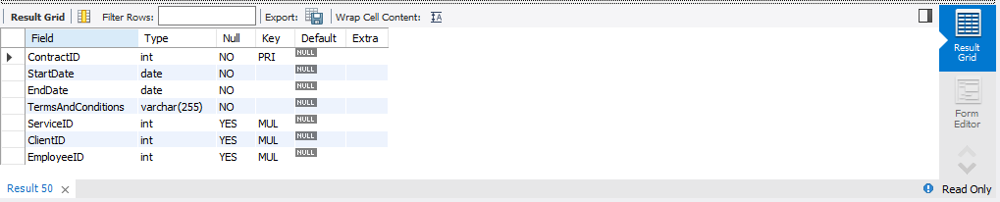 Result Grid Filter Rows: Export: Wrap Cell Content:
Field Type Null Key Default Extra
ContractID int NO PRI NULL
StartDate date NO NULL
EndDate date NO NULL
TermsAndConditions varchar(255) NO NULL
ServiceID int YES MUL NULL
ClientID int YES MUL NULL
EmployeeID int YES MUL NULL
Result
Grid
Form
Editor
Result 50 Read Only